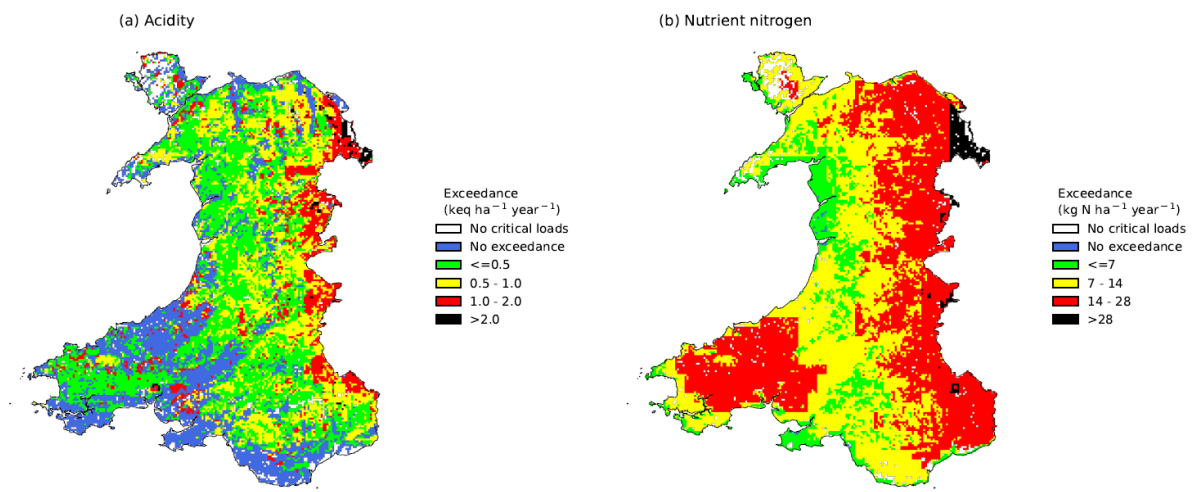 (a) Acidity
(b) Nutrient nitrogen
Exceedance
(keq ha⁻¹ year⁻¹)
No critical loads
No exceedance
<=0.5
0.5 - 1.0
1.0 - 2.0
>2.0
Exceedance
(kg N ha⁻¹ year⁻¹)
No critical loads
No exceedance
<=7
7 - 14
14 - 28
>28